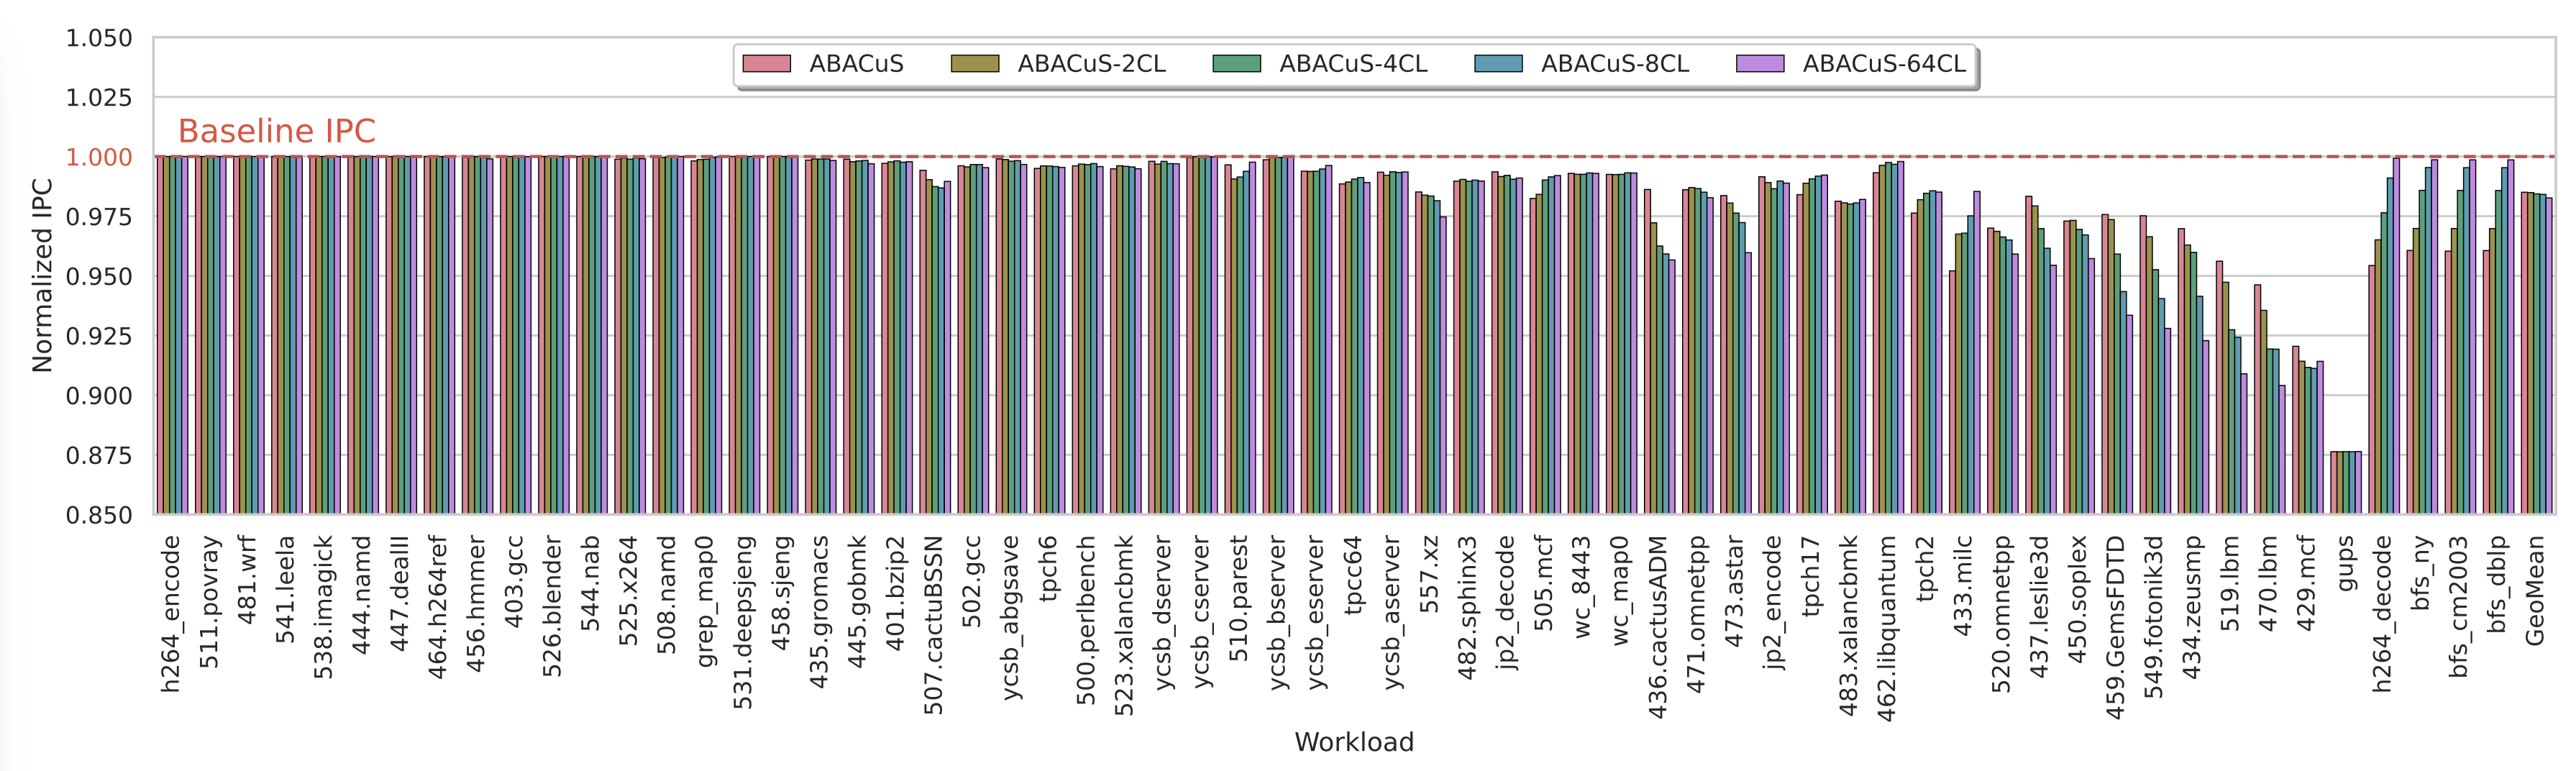 1.050
1.025
1.000
0.975
0.950
0.925
0.900
0.875
0.850
Normalized IPC
ABACuS ABACuS-2CL ABACuS-4CL ABACuS-8CL ABACuS-64CL
Baseline IPC
h264_encode
511.povray
481.wrf
541.leela
538.imagick
444.namd
447.dealII
464.h264ref
456.hmmer
403.gcc
526.blender
544.nab
525.x264
508.namd
grep_map0
531.deepsjeng
458.sjeng
435.gromacs
445.gobmk
401.bzip2
507.cactuBSSN
502.gcc
ycsb_abgsave
tpch6
500.perlbench
523.xalancbmk
ycsb_dserver
ycsb_cserver
510.parest
ycsb_bserver
ycsb_eserver
tpcc64
ycsb_aserver
557.xz
482.sphinx3
jp2_decode
505.mcf
wc_8443
wc_map0
436.cactusADM
471.omnetpp
473.astar
jp2_encode
tpch17
483.xalancbmk
462.libquantum
tpch2
433.milc
520.omnetpp
437.leslie3d
450.soplex
459.GemsFDTD
549.fotonik3d
434.zeusmp
519.lbm
470.lbm
429.mcf
gups
h264_decode
bfs_ny
bfs_cm2003
bfs_dblp
GeoMean
Workload